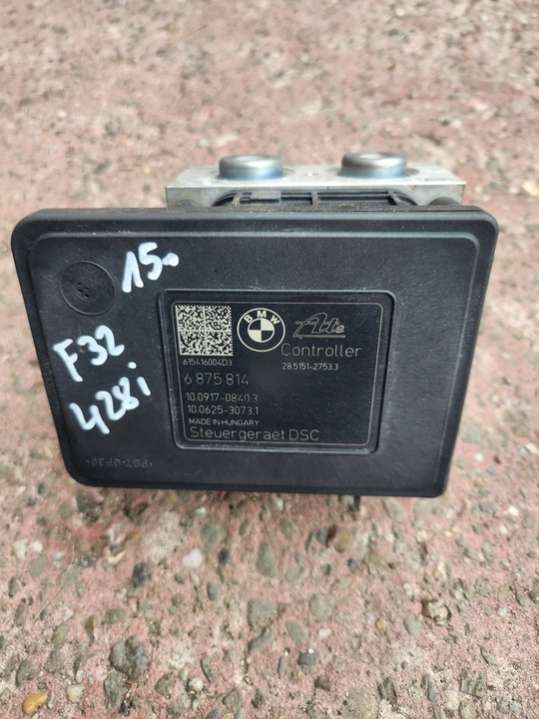 15.
F32
428i
BMW
Ate
Controller
61541600403
28.5151-2753.3
6 875 814
10.0917-0840.3
10.0625-3073.1
MADE IN HUNGARY
Steuergeraet DSC